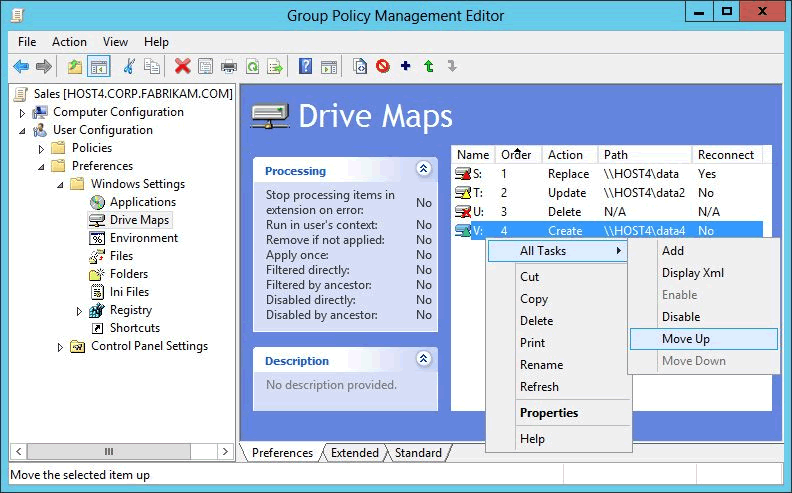 Group Policy Management Editor
File Action View Help
Sales [HOST4.CORP.FABRIKAM.COM]
Computer Configuration
User Configuration
Policies
Preferences
Windows Settings
Applications
Drive Maps
Environment
Files
Folders
Ini Files
Registry
Shortcuts
Control Panel Settings
Drive Maps
Processing
Stop processing items in
extension on error: No
Run in user's context: No
Remove if not applied: No
Apply once: No
Filtered directly: No
Filtered by ancestor: No
Disabled directly: No
Disabled by ancestor: No
Description
No description provided.
Name Order Action Path Reconnect
S: 1 Replace \\HOST4\data Yes
T: 2 Update \\HOST4\data2 No
U: 3 Delete N/A N/A
V: 4 Create \\HOST4\data4 No
All Tasks
Cut
Copy
Delete
Print
Rename
Refresh
Properties
Help
Add
Display Xml
Enable
Disable
Move Up
Move Down
Preferences Extended Standard
Move the selected item up